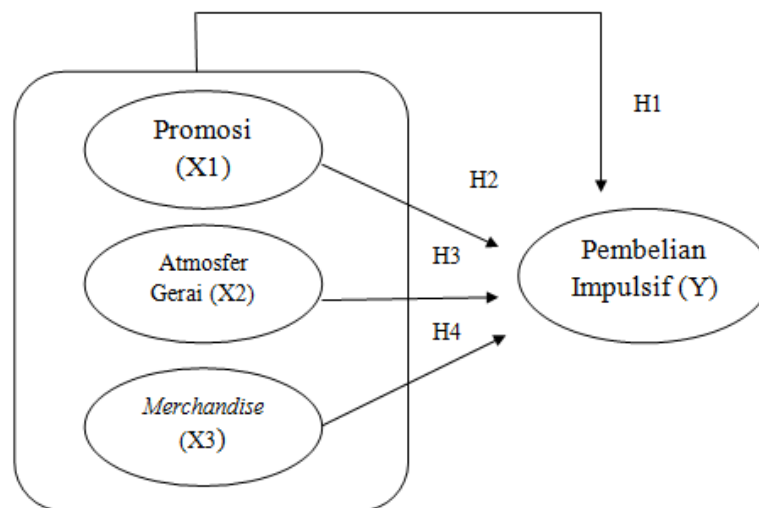 H1
Promosi
(X1)
H2
Atmosfer
Gerai (X2)
H3
Pembelian
Impulsif (Y)
H4
Merchandise
(X3)